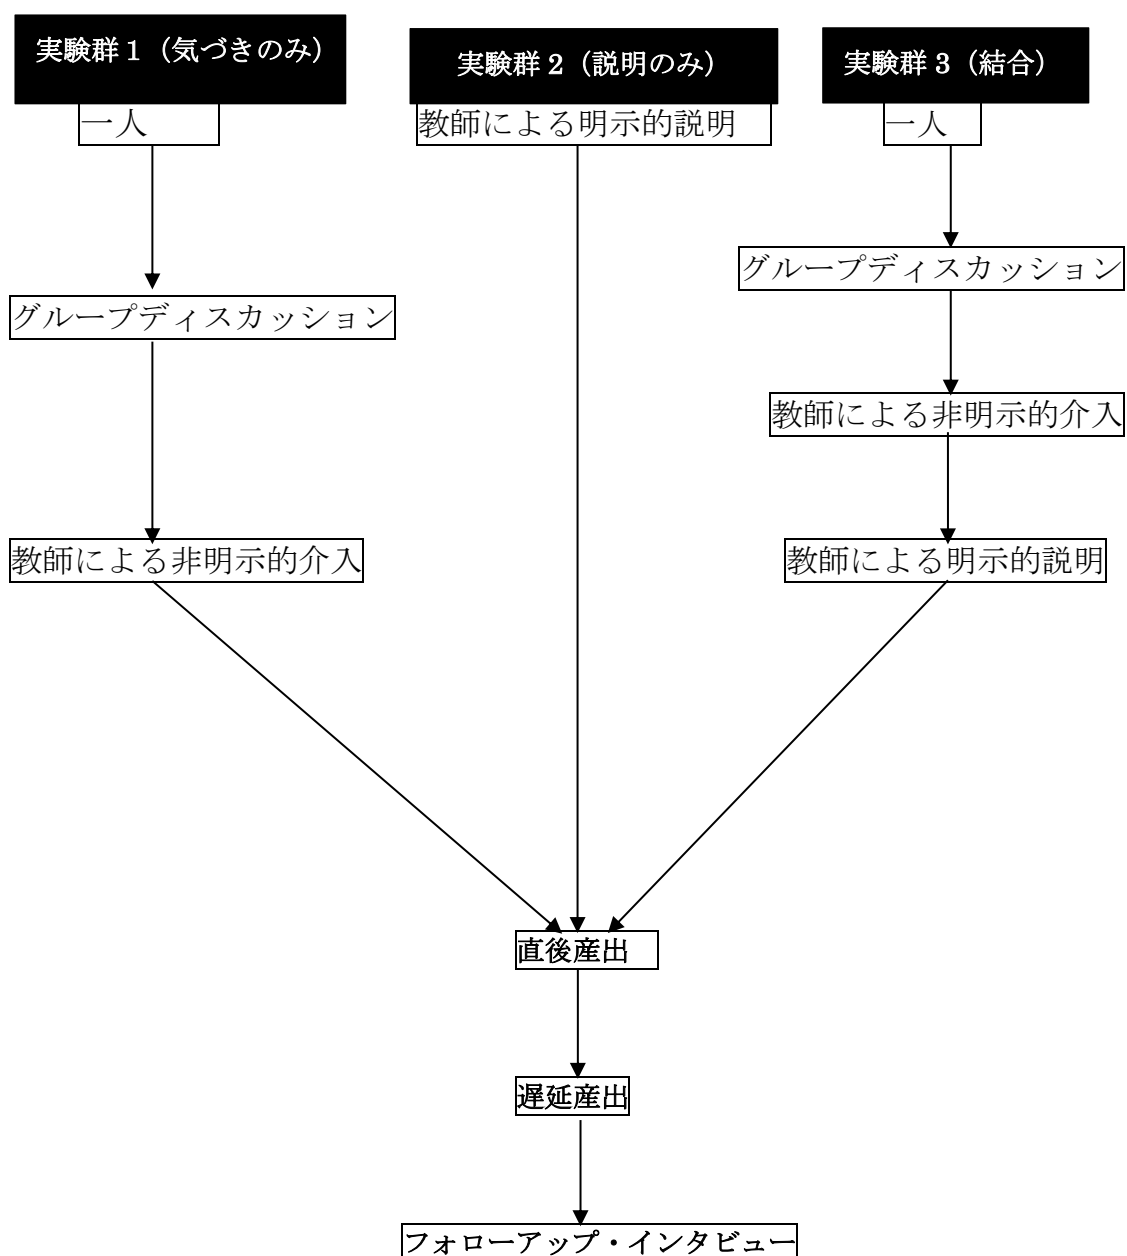 実験群 1（気づきのみ）
実験群 2（説明のみ）
実験群 3（結合）
一人
教師による明示的説明
一人
グループディスカッション
グループディスカッション
教師による非明示的介入
教師による非明示的介入
教師による明示的説明
直後産出
遅延産出
フォローアップ・インタビュー